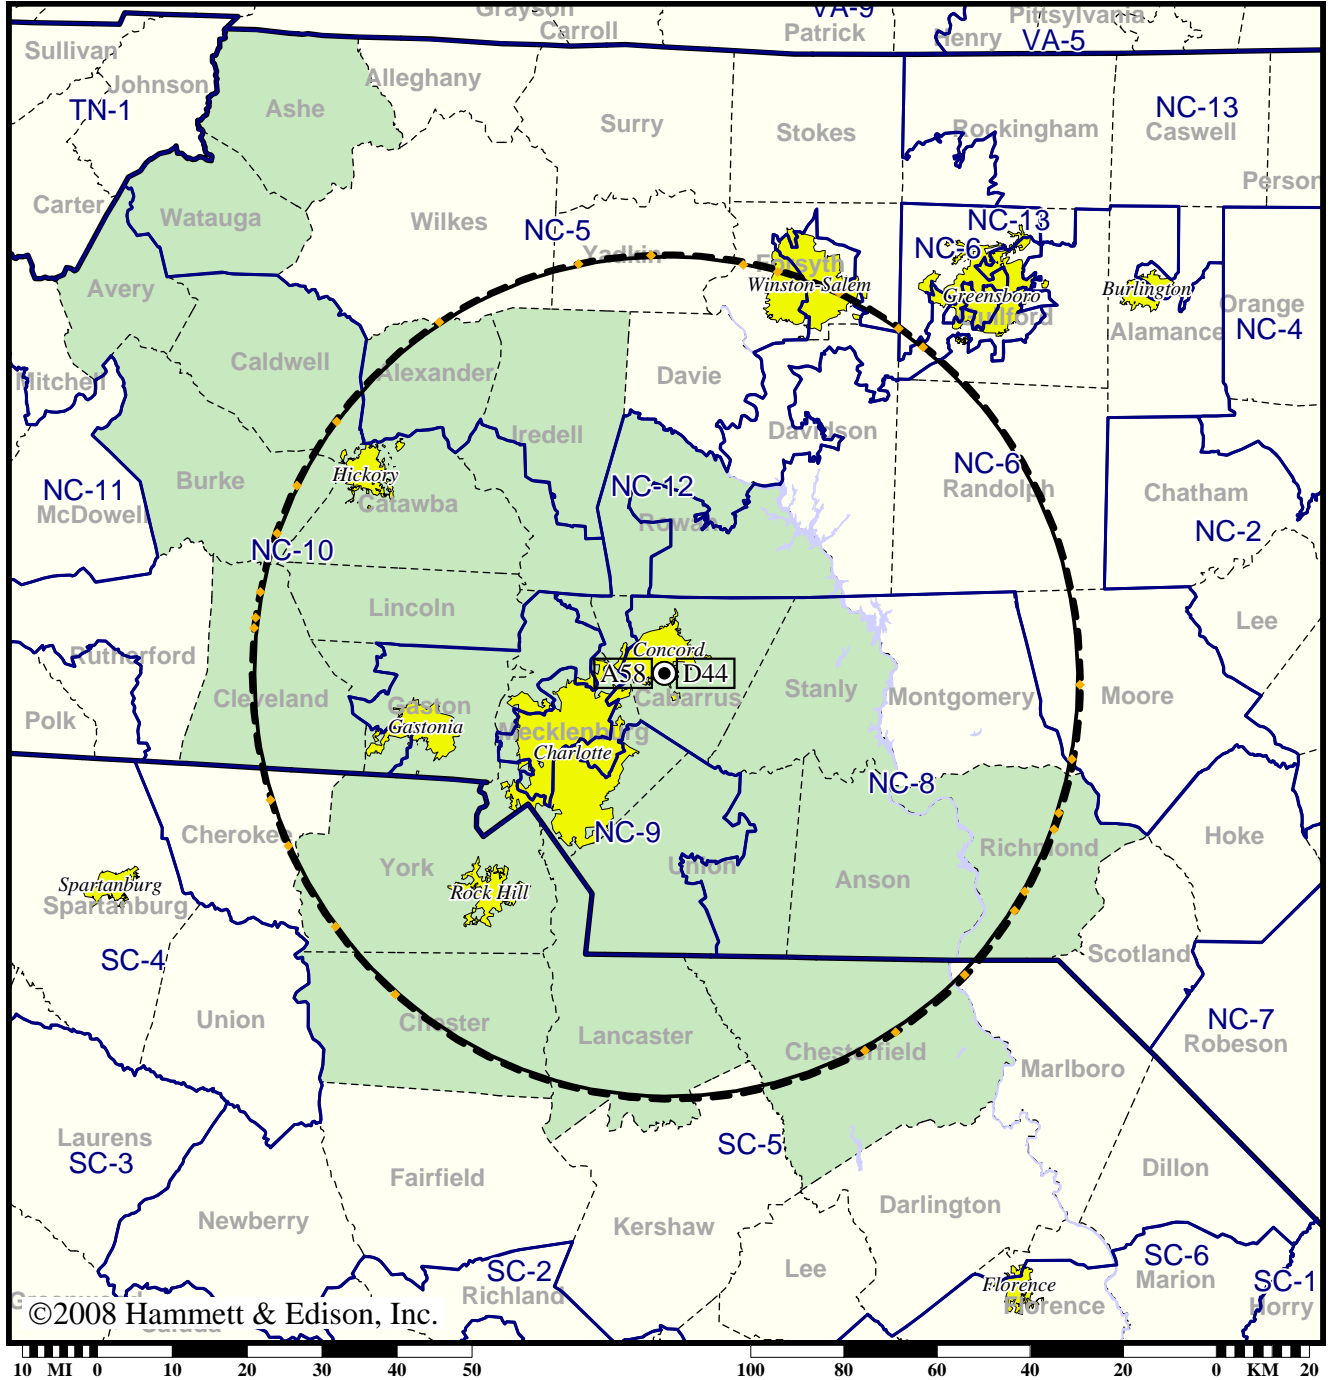 Grayson
Carroll
VA-9
Patrick
Pittsylvania
Henry
VA-5
Sullivan
Johnson
TN-1
Ashe
Alleghany
Surry
Stokes
Rockingham
NC-13
Caswell
Person
Carter
Watauga
Wilkes
NC-5
Yadkin
Forsyth
Winston-Salem
NC-13
NC-6
Greensboro
Guilford
Burlington
Alamance
Orange
NC-4
Avery
Mitchell
Caldwell
Alexander
Iredell
Davie
Davidson
NC-11
McDowell
Burke
Hickory
Catawba
NC-12
Rowan
NC-6
Randolph
Chatham
NC-2
NC-10
Lincoln
Lee
Rutherford
Cleveland
Polk
Gaston
Gastonia
Concord
A58 D44
Cabarrus
Mecklenburg
Charlotte
Stanly
Montgomery
Moore
NC-8
NC-9
Cherokee
York
Rock Hill
Union
Anson
Richmond
Hoke
Spartanburg
Spartanburg
SC-4
Scotland
Union
Chester
Lancaster
Chesterfield
Marlboro
NC-7
Robeson
Laurens
SC-3
Fairfield
SC-5
Dillon
Newberry
Kershaw
Darlington
Lee
SC-2
Richland
Florence
Florence
SC-6
Marion
SC-1
Horry
©2008 Hammett & Edison, Inc.
10 MI 0 10 20 30 40 50 100 80 60 40 20 0 KM 20